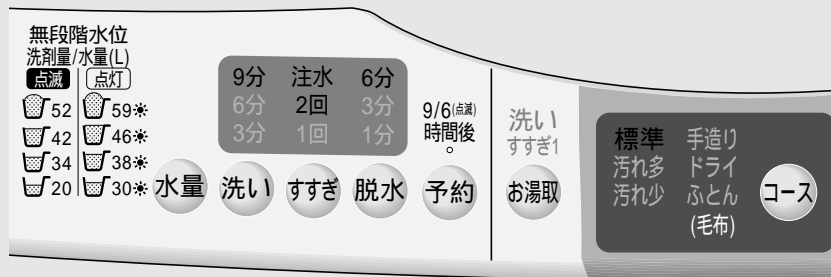 無段階水位
洗剤量/水量(L)
点滅 点灯
52 59
42 46
34 38
20 30
水量
9分 注水 6分
6分 2回 3分
3分 1回 1分
洗い すすぎ 脱水
9/6(点滅)
時間後
予約
洗い
すすぎ1
お湯取
標準 手造り
汚れ多 ドライ
汚れ少 ふとん
(毛布)
コース